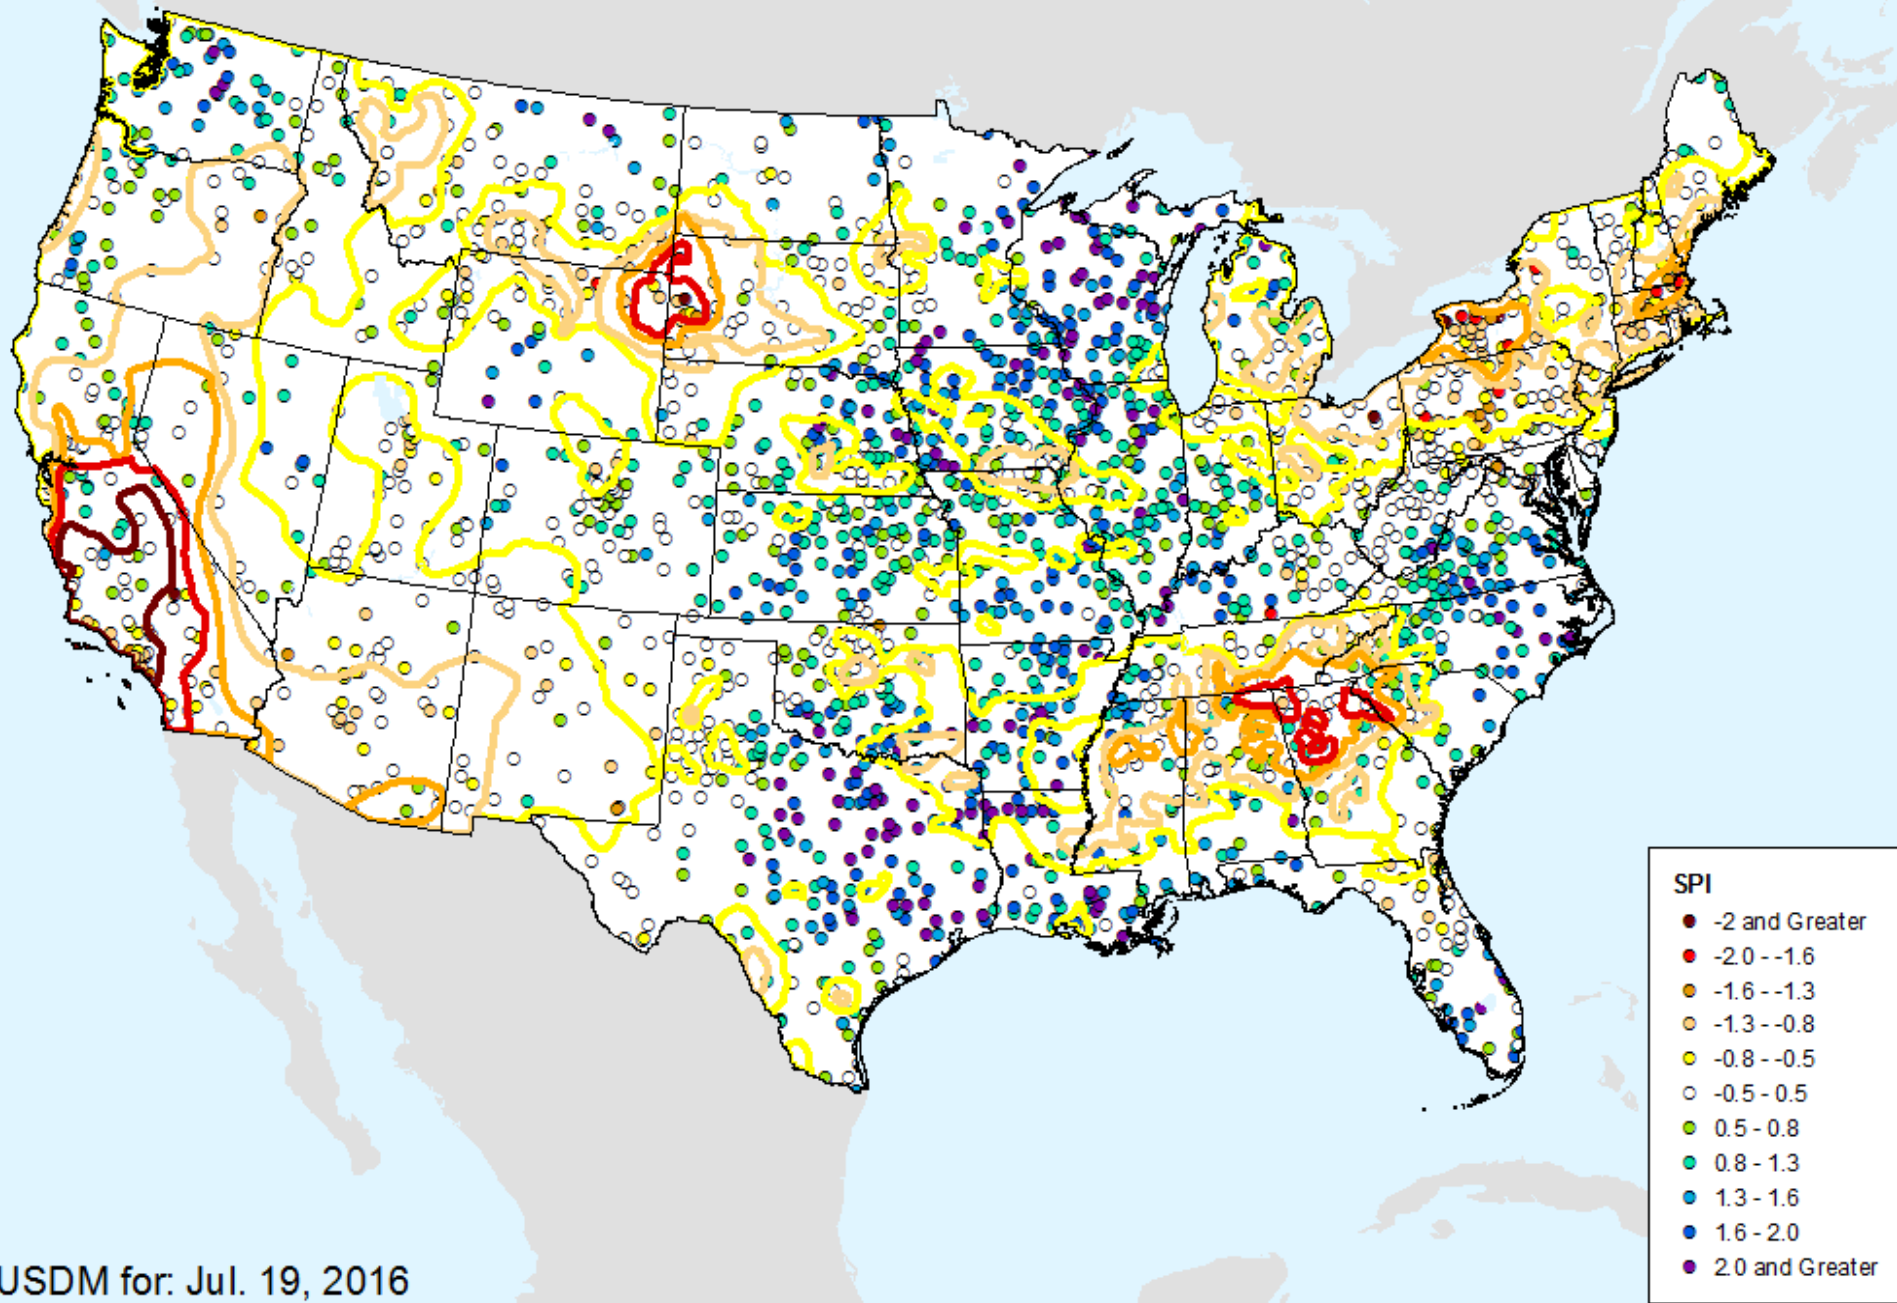 SPI
-2 and Greater
-2.0 - -1.6
-1.6 - -1.3
-1.3 - -0.8
-0.8 - -0.5
-0.5 - 0.5
0.5 - 0.8
0.8 - 1.3
1.3 - 1.6
1.6 - 2.0
2.0 and Greater
USDM for: Jul. 19, 2016